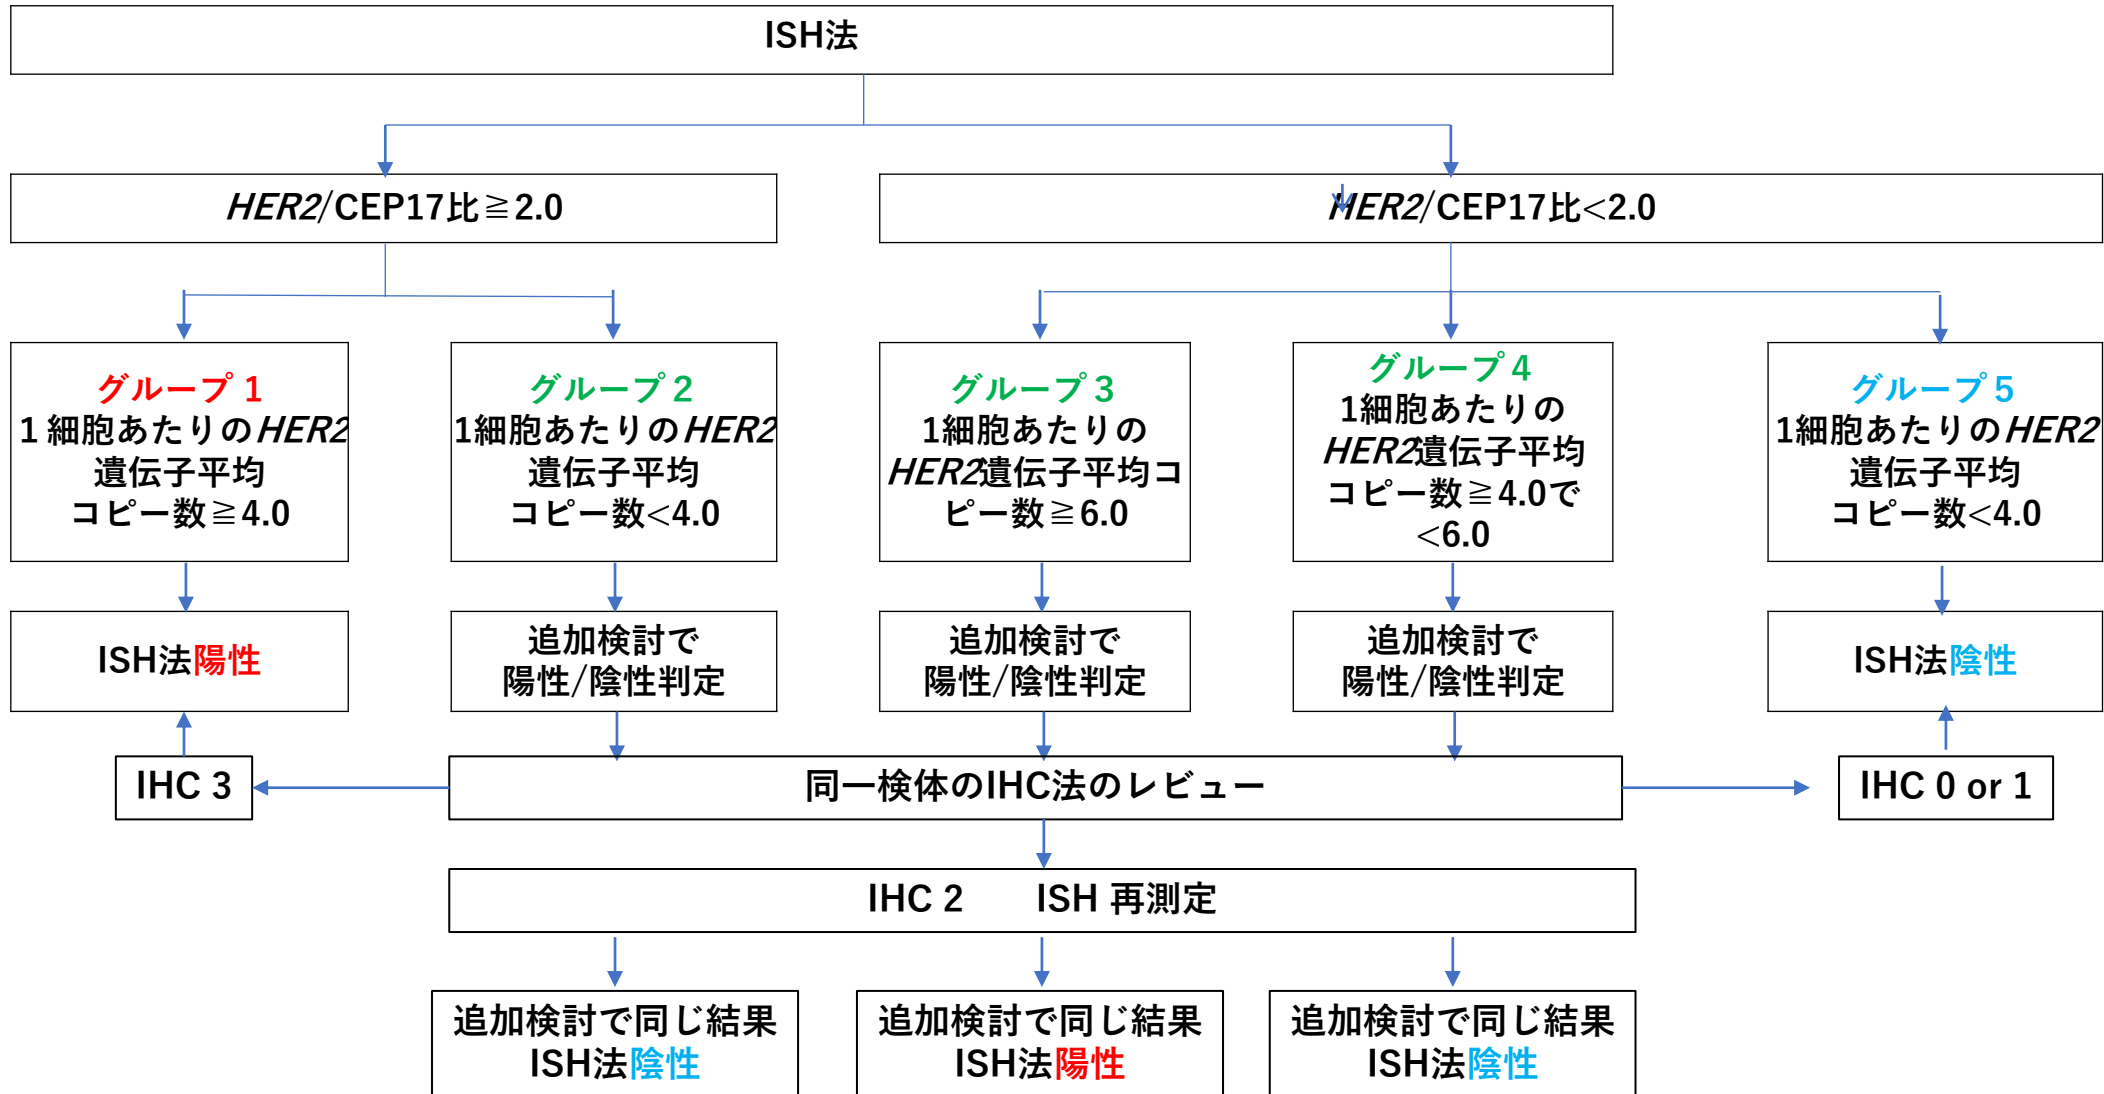 ISH法
HER2/CEP17比≧2.0
HER2/CEP17比<2.0
グループ 1
1 細胞あたりのHER2
遺伝子平均
コピー数≧4.0
グループ 2
1細胞あたりのHER2
遺伝子平均
コピー数<4.0
グループ 3
1細胞あたりの
HER2遺伝子平均コ
ピー数≧6.0
グループ 4
1細胞あたりの
HER2遺伝子平均
コピー数≧4.0で
<6.0
グループ 5
1細胞あたりのHER2
遺伝子平均
コピー数<4.0
ISH法陽性
追加検討で
陽性/陰性判定
追加検討で
陽性/陰性判定
追加検討で
陽性/陰性判定
ISH法陰性
IHC 3
同一検体のIHC法のレビュー
IHC 0 or 1
IHC 2 ISH 再測定
追加検討で同じ結果
ISH法陰性
追加検討で同じ結果
ISH法陽性
追加検討で同じ結果
ISH法陰性